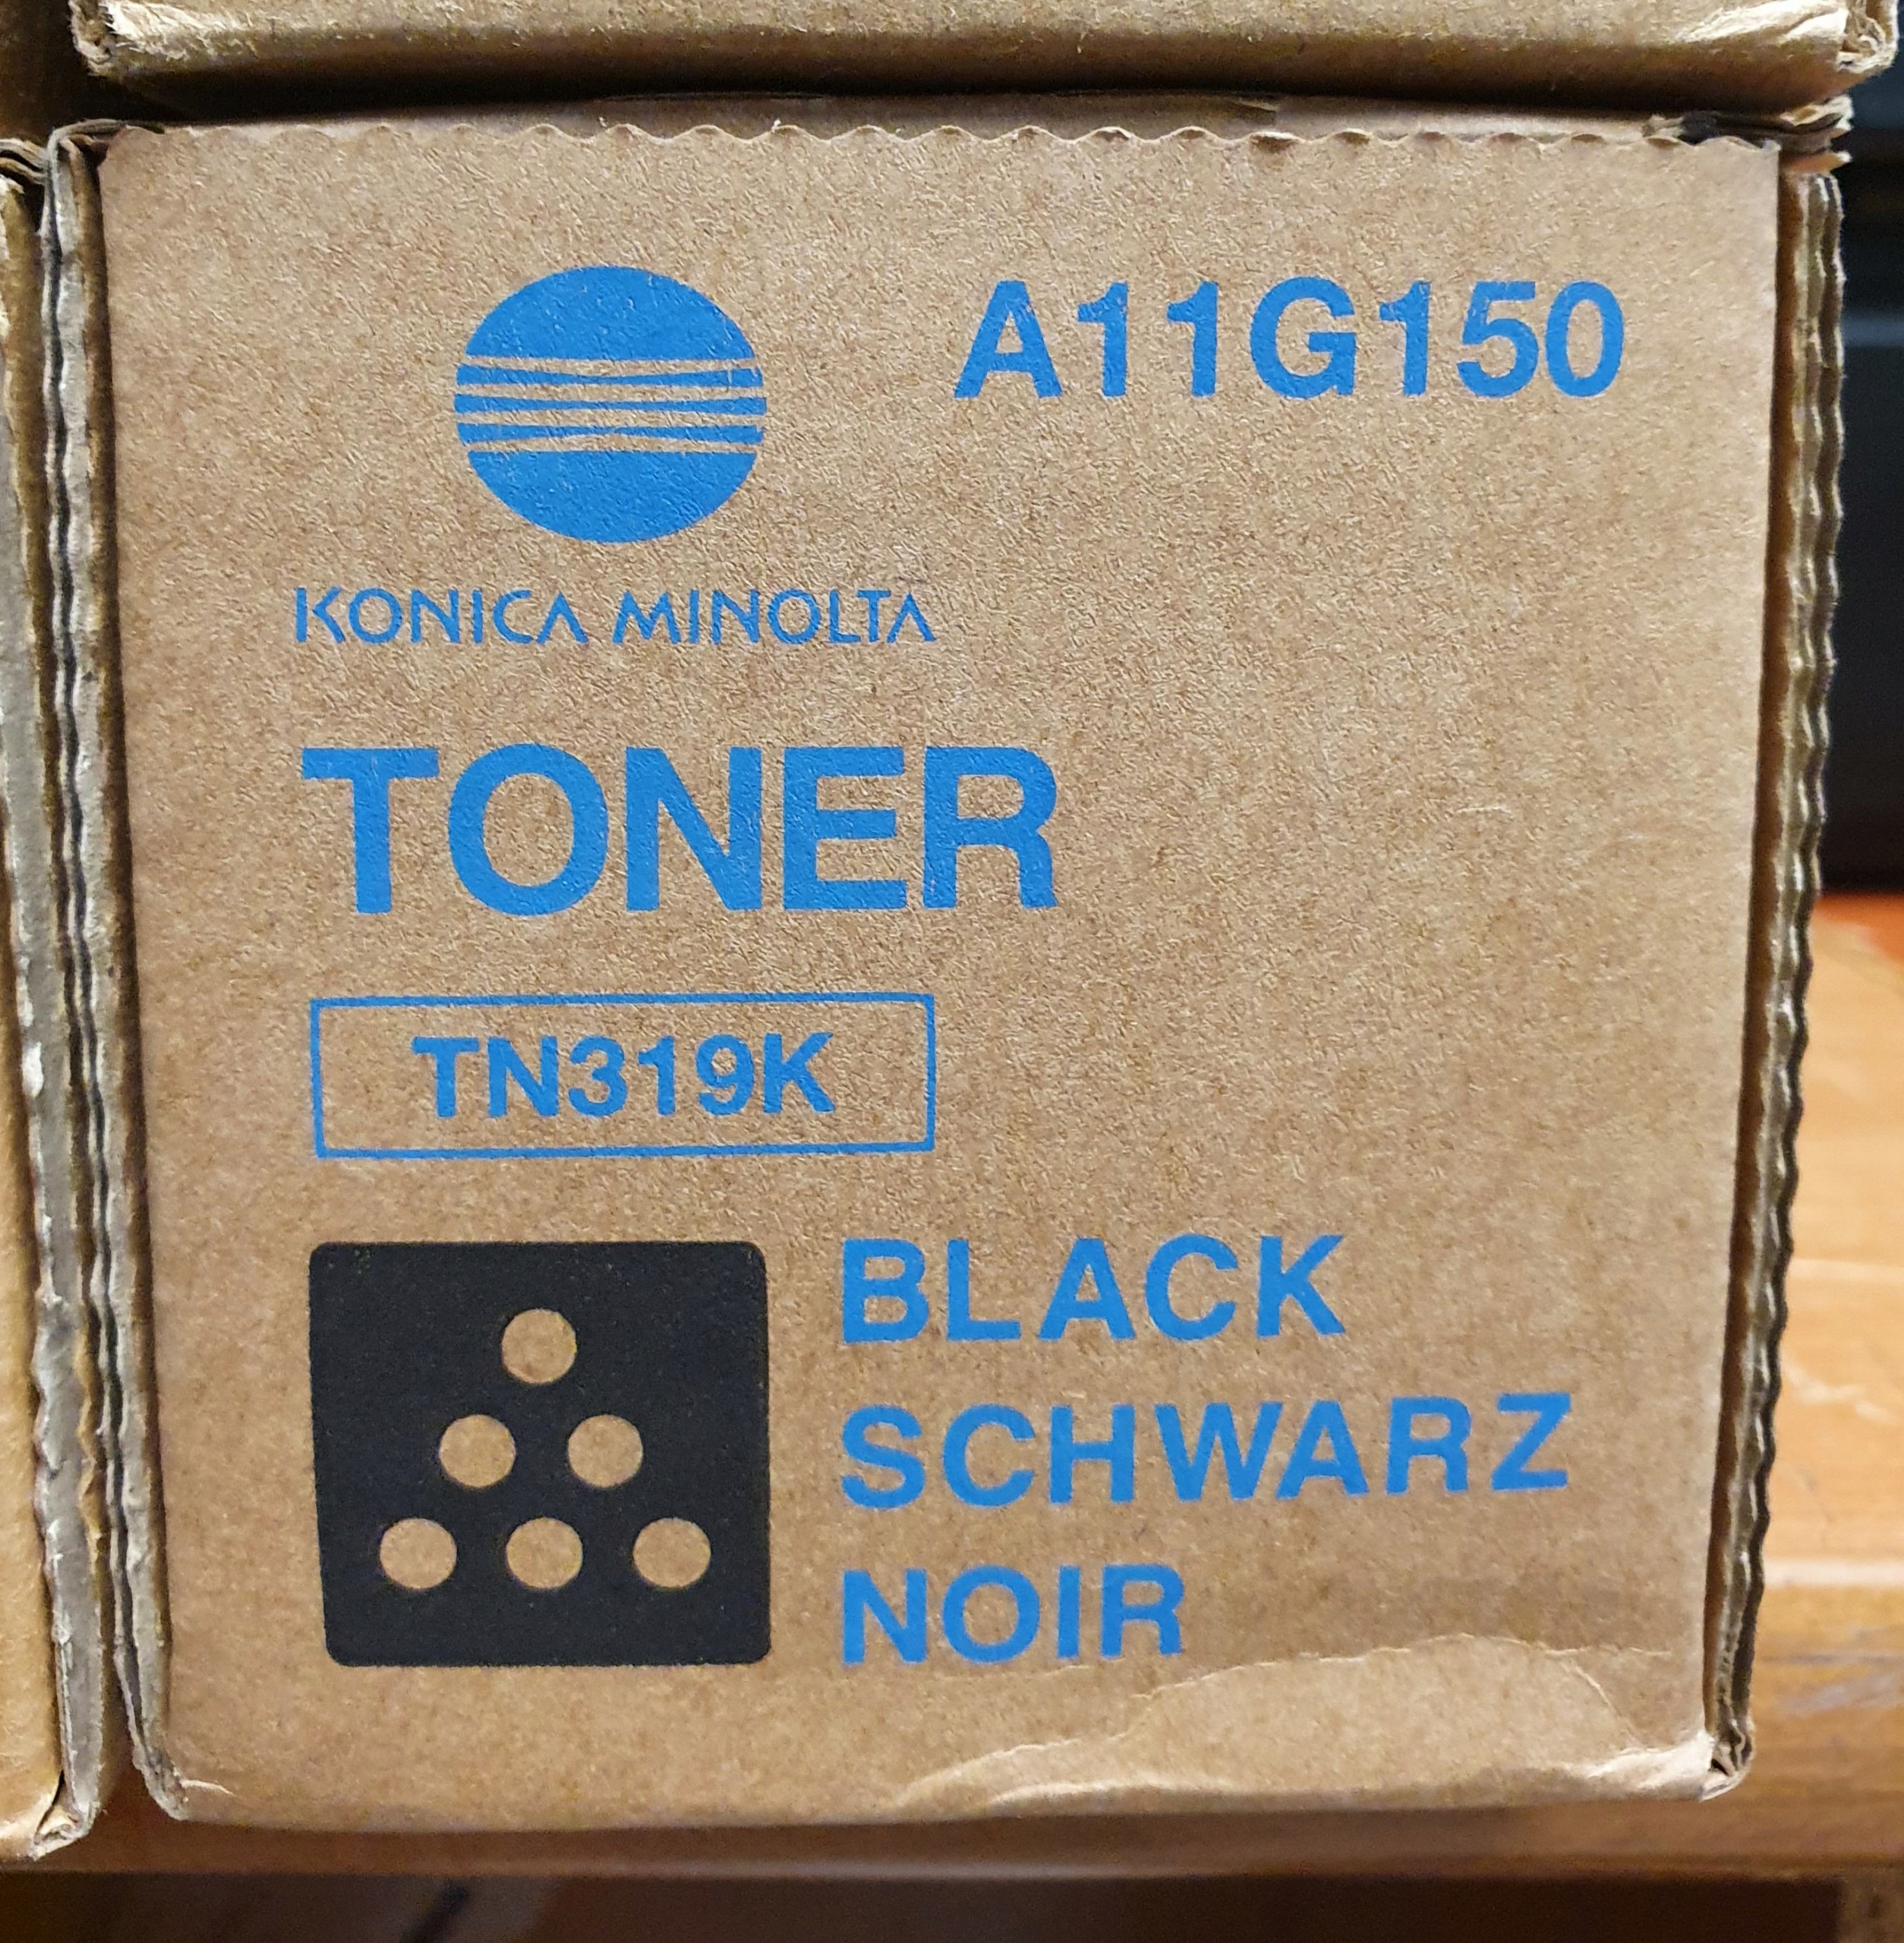 A11G150
KONICA MINOLTA
TONER
TN319K
BLACK
SCHWARZ
NOIR